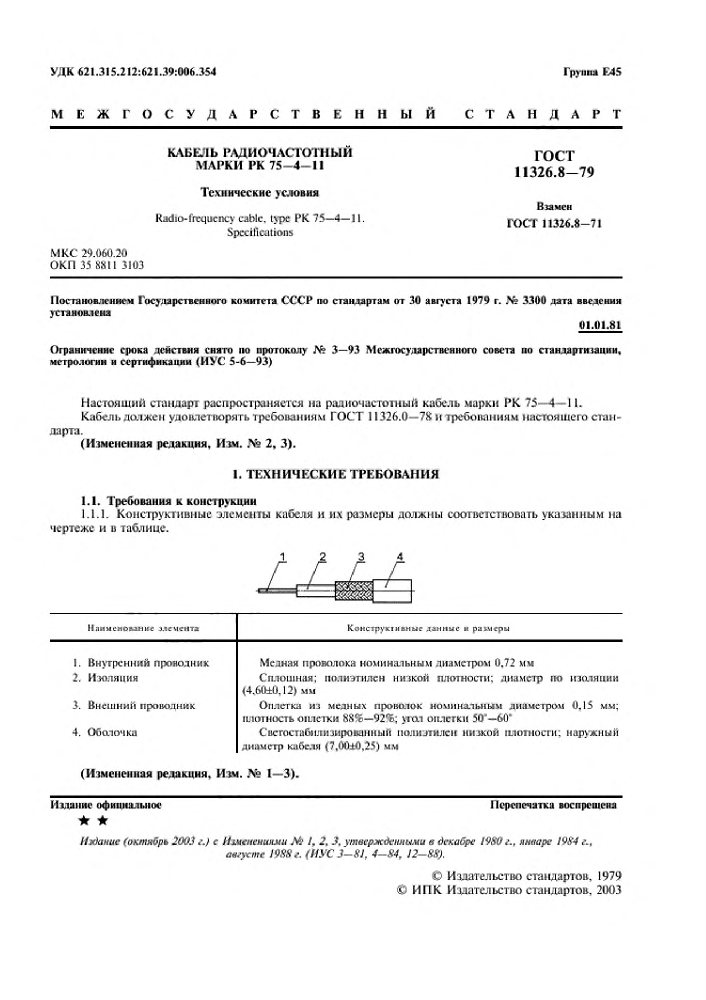 УДК 621.315.212:621.39:006.354 Группа Е45
МЕЖГОСУДАРСТВЕННЫЙ СТАНДАРТ
КАБЕЛЬ РАДИОЧАСТОТНЫЙ
МАРКИ РК 75—4—11
Технические условия
Radio-frequency cable, type РК 75—4—11.
Specifications
ГОСТ
11326.8—79
Взамен
ГОСТ 11326.8—71
МКС 29.060.20
ОКП 35 8811 3103
Постановлением Государственного комитета СССР по стандартам от 30 августа 1979 г. № 3300 дата введения
установлена
01.01.81
Ограничение срока действия снято по протоколу № 3—93 Межгосударственного совета по стандартизации,
метрологии и сертификации (ИУС 5-6—93)
Настоящий стандарт распространяется на радиочастотный кабель марки РК 75—4—11.
Кабель должен удовлетворять требованиям ГОСТ 11326.0—78 и требованиям настоящего стан-
дарта.
(Измененная редакция, Изм. № 2, 3).
1. ТЕХНИЧЕСКИЕ ТРЕБОВАНИЯ
1.1. Требования к конструкции
1.1.1. Конструктивные элементы кабеля и их размеры должны соответствовать указанным на
чертеже и в таблице.
1 2 3 4
Наименование элемента Конструктивные данные и размеры
1. Внутренний проводник Медная проволока номинальным диаметром 0,72 мм
2. Изоляция Сплошная; полиэтилен низкой плотности; диаметр по изоляции
(4,60±0,12) мм
3. Внешний проводник Оплетка из медных проволок номинальным диаметром 0,15 мм;
плотность оплетки 88%—92%; угол оплетки 50°—60°
4. Оболочка Светостабилизированный полиэтилен низкой плотности; наружный
диаметр кабеля (7,00±0,25) мм
(Измененная редакция, Изм. № 1—3).
Издание официальное Перепечатка воспрещена
★ ★
Издание (октябрь 2003 г.) с Изменениями № 1, 2, 3, утвержденными в декабре 1980 г., январе 1984 г.,
августе 1988 г. (ИУС 3—81, 4—84, 12—88).
© Издательство стандартов, 1979
© ИПК Издательство стандартов, 2003